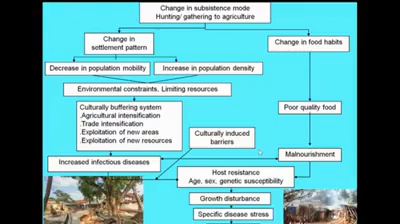 Change in subsistence mode
Hunting/ gathering to agriculture
Change in
settlement pattern
Change in food habits
Decrease in population mobility
Increase in population density
Environmental constraints. Limiting resources
Culturally buffering system
.Agricultural intensification
.Trade intensification
.Exploitation of new areas
.Exploitation of new resources
Poor quality food
Culturally induced
barriers
Increased infectious diseases
Malnourishment
Host resistance
Age, sex, genetic susceptibility
Growth disturbance
Specific disease stress